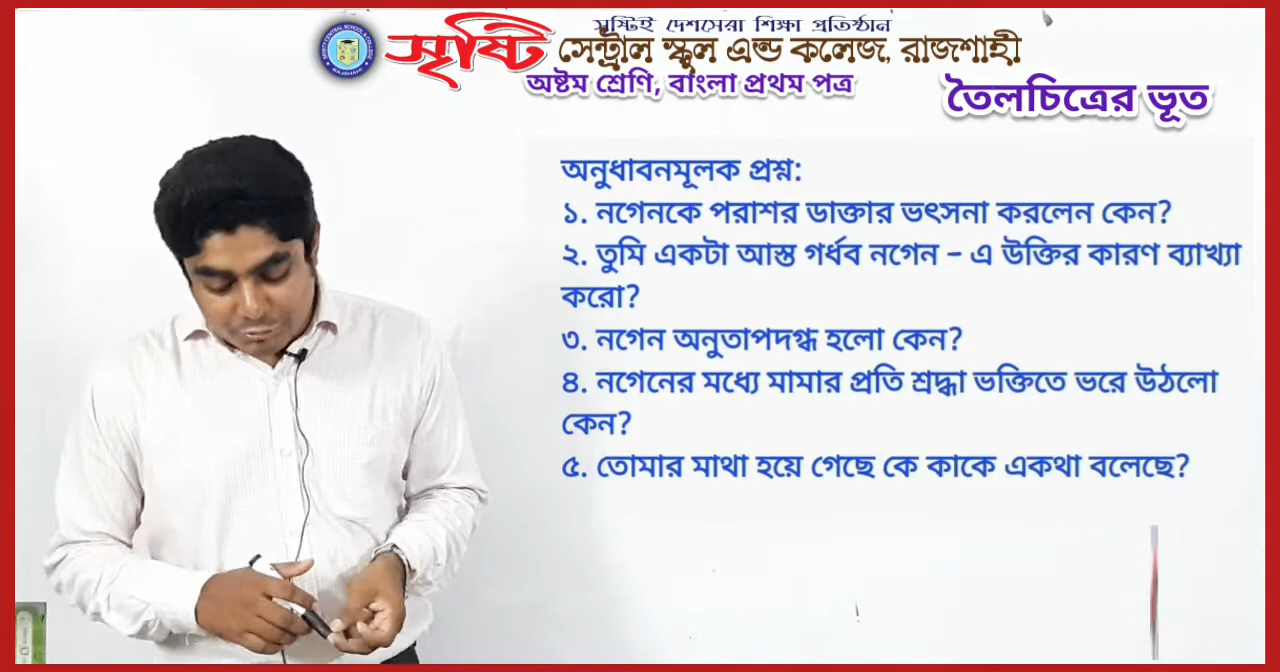 সৃষ্টিই দেশসেরা শিক্ষা প্রতিষ্ঠান
সৃষ্টি সেন্ট্রাল স্কুল এন্ড কলেজ, রাজশাহী
অষ্টম শ্রেণি, বাংলা প্রথম পত্র
তৈলচিত্রের ভূত
অনুধাবনমূলক প্রশ্ন:
১. নগেনকে পরাশর ডাক্তার ভৎসনা করলেন কেন?
২. তুমি একটা আস্ত গর্ধব নগেন – এ উক্তির কারণ ব্যাখ্যা
করো?
৩. নগেন অনুতাপদগ্ধ হলো কেন?
৪. নগেনের মধ্যে মামার প্রতি শ্রদ্ধা ভক্তিতে ভরে উঠলো
কেন?
৫. তোমার মাথা হয়ে গেছে কে কাকে একথা বলেছে?